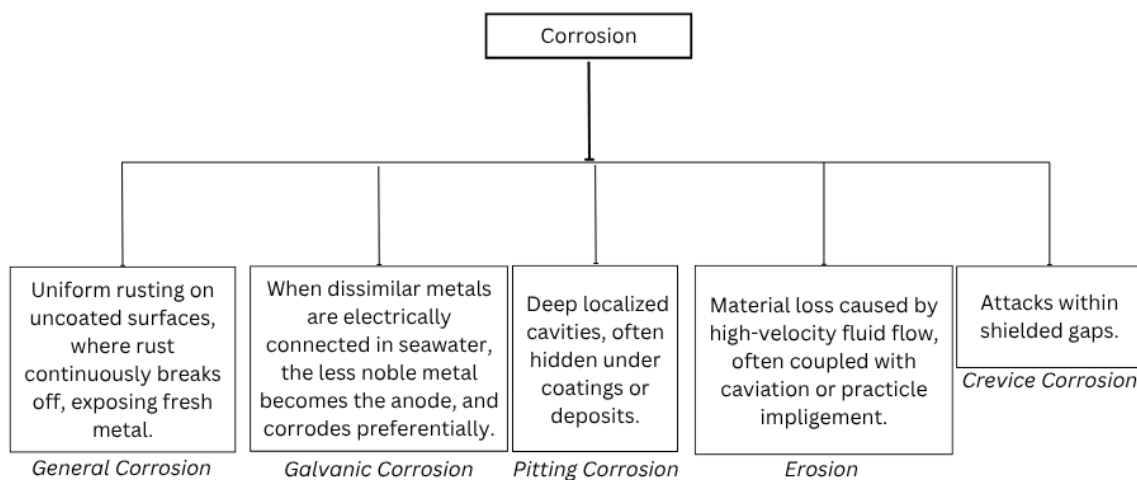 Corrosion
Uniform rusting on
uncoated surfaces,
where rust
continuously breaks
off, exposing fresh
metal.
General Corrosion
When dissimilar metals
are electrically
connected in seawater,
the less noble metal
becomes the anode, and
corrodes preferentially.
Galvanic Corrosion
Deep localized
cavities, often
hidden under
coatings or
deposits.
Pitting Corrosion
Material loss caused by
high-velocity fluid flow,
often coupled with
caviation or practicle
impligement.
Erosion
Attacks within
shielded gaps.
Crevice Corrosion